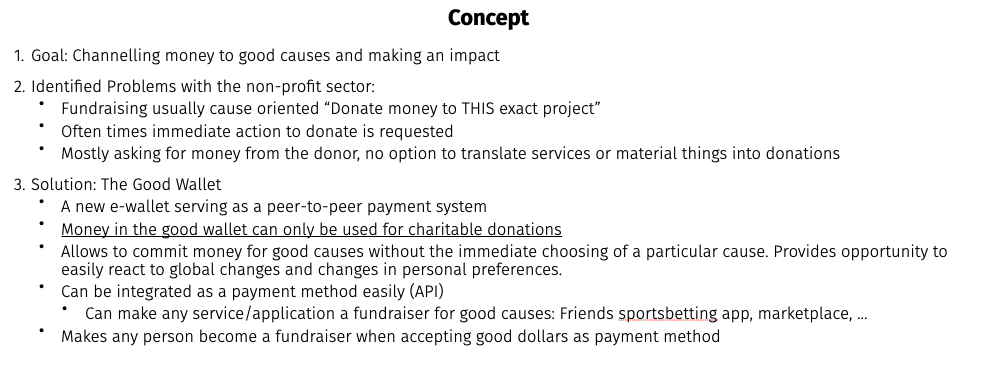 Concept
1. Goal: Channelling money to good causes and making an impact
2. Identified Problems with the non-profit sector:
• Fundraising usually cause oriented “Donate money to THIS exact project”
• Often times immediate action to donate is requested
• Mostly asking for money from the donor, no option to translate services or material things into donations
3. Solution: The Good Wallet
• A new e-wallet serving as a peer-to-peer payment system
• Money in the good wallet can only be used for charitable donations
• Allows to commit money for good causes without the immediate choosing of a particular cause. Provides opportunity to
easily react to global changes and changes in personal preferences.
• Can be integrated as a payment method easily (API)
• Can make any service/application a fundraiser for good causes: Friends sportsbetting app, marketplace, ...
• Makes any person become a fundraiser when accepting good dollars as payment method